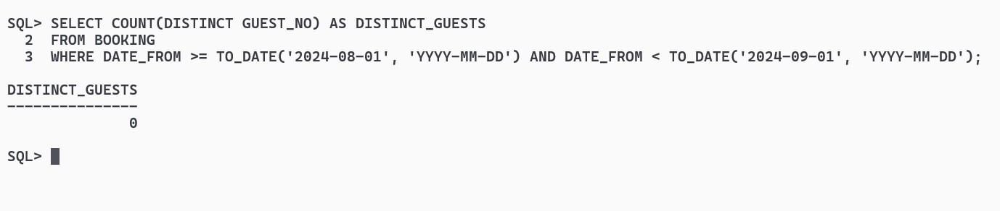 SQL> SELECT COUNT(DISTINCT GUEST_NO) AS DISTINCT_GUESTS
  2  FROM BOOKING
  3  WHERE DATE_FROM >= TO_DATE('2024-08-01', 'YYYY-MM-DD') AND DATE_FROM < TO_DATE('2024-09-01', 'YYYY-MM-DD');
DISTINCT_GUESTS
---------------
              0
SQL>